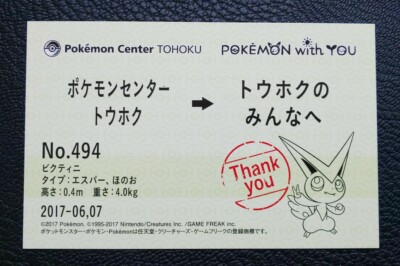 Pokémon Center TOHOKU
POKÉMON with YOU
ポケモンセンター
トウホク
トウホクの
みんなへ
No.494
ビクティニ
タイプ：エスパー、ほのお
高さ：0.4m 重さ：4.0kg
2017-06,07
Thank
you
©2017 Pokémon. ©1995-2017 Nintendo/Creatures Inc. /GAME FREAK inc.
ポケットモンスター・ポケモン・Pokémonは任天堂・クリーチャーズ・ゲームフリークの登録商標です。